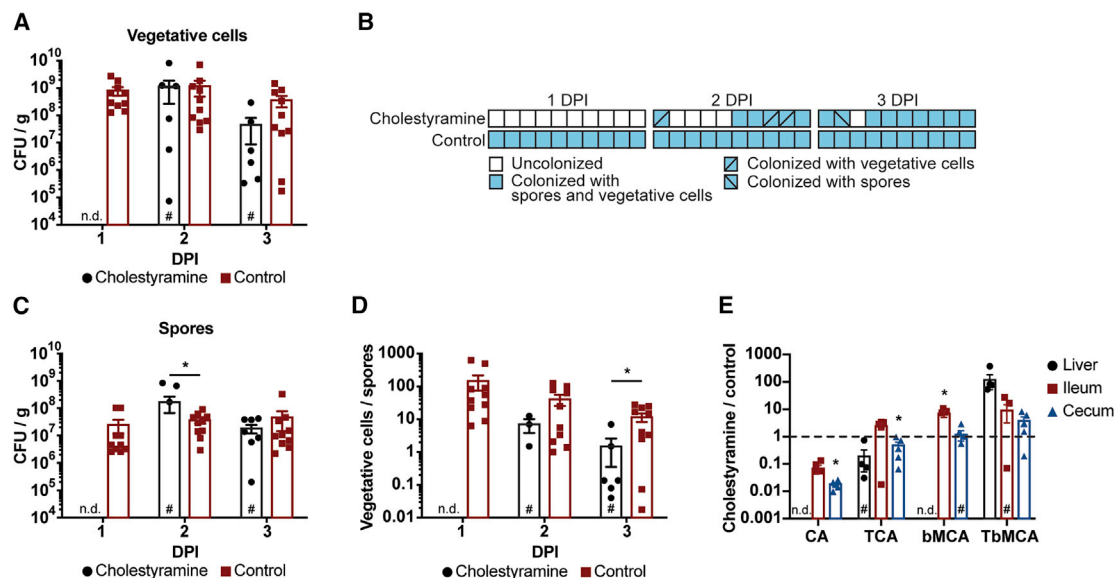 A
Vegetative cells
CFU / g
10^10
10^9
10^8
10^7
10^6
10^5
10^4
n.d.
#
#
1
2
3
DPI
Cholestyramine
Control
B
1 DPI
2 DPI
3 DPI
Cholestyramine
Control
Uncolonized
Colonized with
spores and vegetative cells
Colonized with vegetative cells
Colonized with spores
C
Spores
CFU / g
10^10
10^9
10^8
10^7
10^6
10^5
10^4
*
n.d.
#
#
1
2
3
DPI
Cholestyramine
Control
D
Vegetative cells / spores
1000
100
10
1
0.1
0.01
*
n.d.
#
#
1
2
3
DPI
Cholestyramine
Control
E
Cholestyramine / control
1000
100
10
1
0.1
0.01
0.001
*
*
*
n.d.
#
n.d.
#
#
CA
TCA
bMCA
TbMCA
Liver
Ileum
Cecum